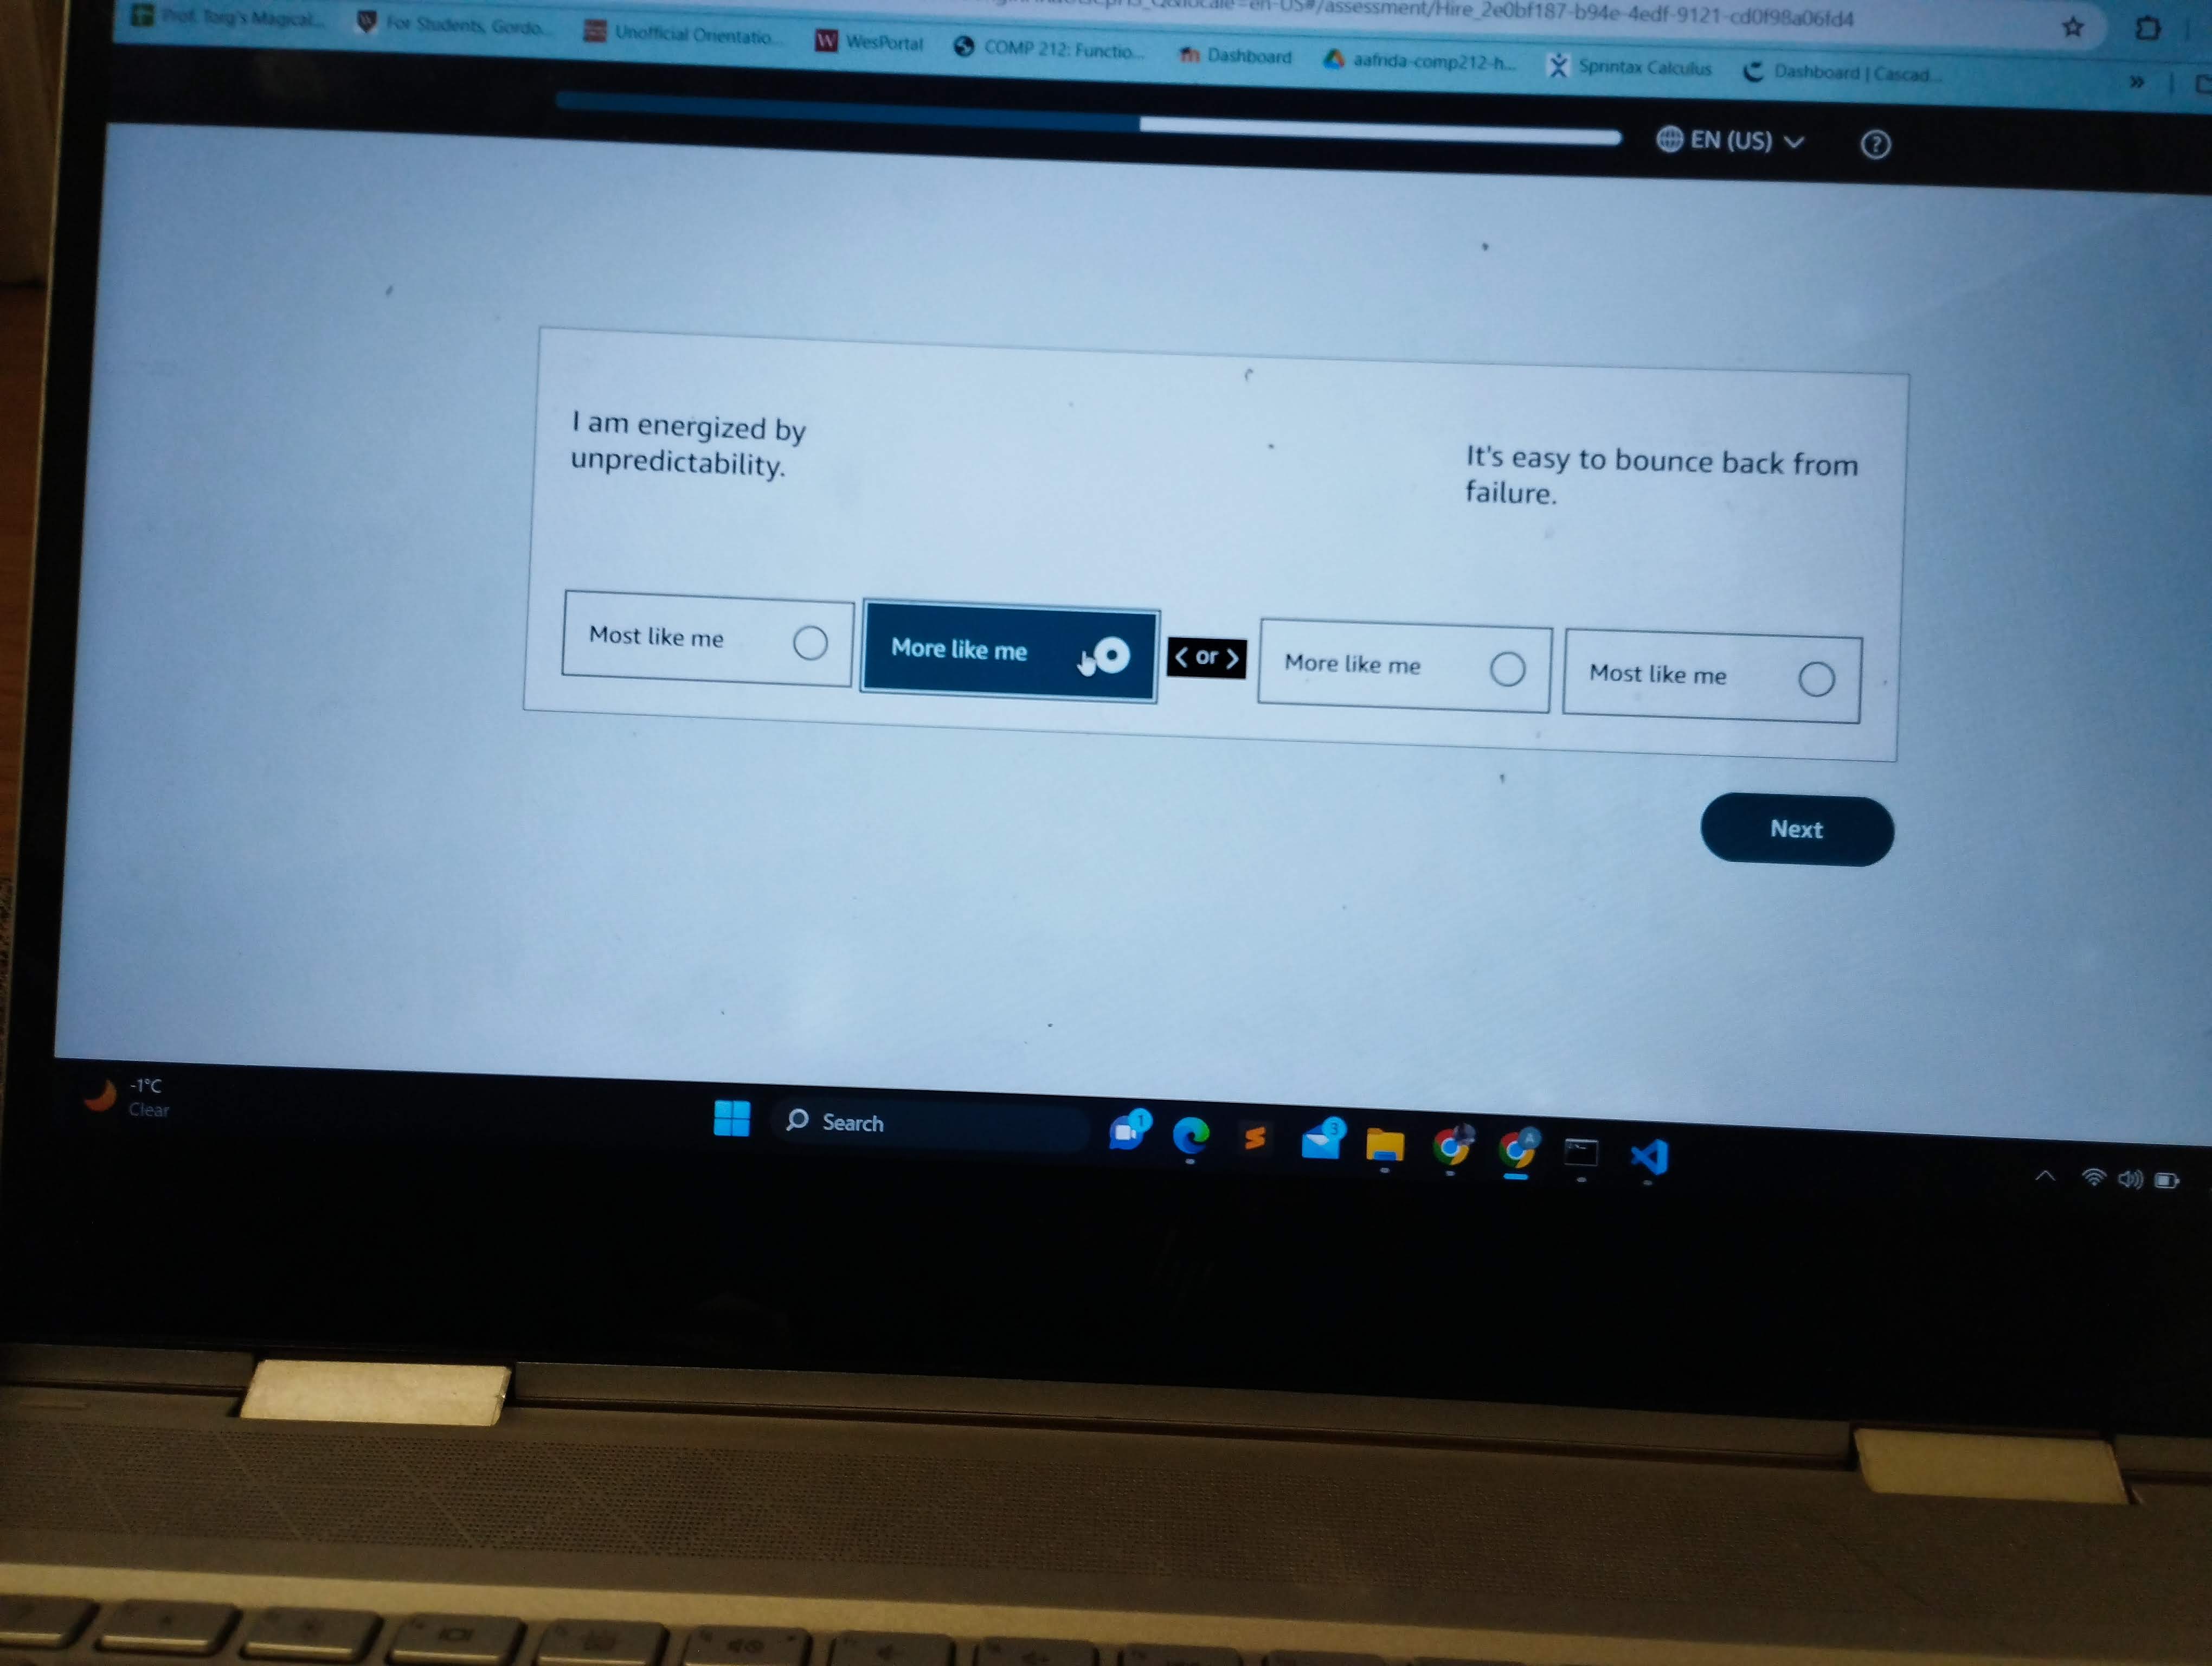 =en-US#/assessment/Hire_2e0bf187-b94e-4edf-9121-cd0f98a06fd4
Prof. Torg's Magical...
For Students, Gordo...
Unofficial Orientatio...
WesPortal
COMP 212: Functio...
Dashboard
aafrida-comp212-h...
Sprintax Calculus
Dashboard | Cascad...
»
EN (US)
?
I am energized by
unpredictability.
It's easy to bounce back from
failure.
Most like me
More like me
< or >
More like me
Most like me
Next
-1°C
Clear
Search
1
3
A